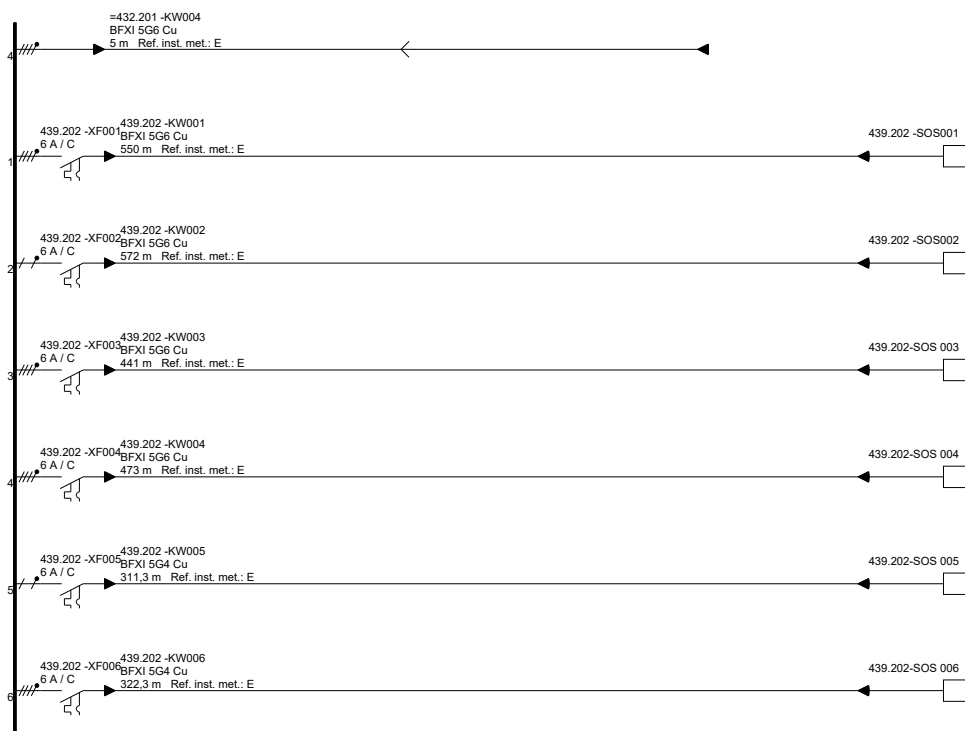 =432.201 -KW004
BFXI 5G6 Cu
5 m Ref. inst. met.: E
4
439.202 -XF001
6 A / C
439.202 -KW001
BFXI 5G6 Cu
550 m Ref. inst. met.: E
439.202 -SOS001
1
439.202 -XF002
6 A / C
439.202 -KW002
BFXI 5G6 Cu
572 m Ref. inst. met.: E
439.202 -SOS002
2
439.202 -XF003
6 A / C
439.202 -KW003
BFXI 5G6 Cu
441 m Ref. inst. met.: E
439.202-SOS 003
3
439.202 -XF004
6 A / C
439.202 -KW004
BFXI 5G6 Cu
473 m Ref. inst. met.: E
439.202-SOS 004
4
439.202 -XF005
6 A / C
439.202 -KW005
BFXI 5G4 Cu
311,3 m Ref. inst. met.: E
439.202-SOS 005
5
439.202 -XF006
6 A / C
439.202 -KW006
BFXI 5G4 Cu
322,3 m Ref. inst. met.: E
439.202-SOS 006
6